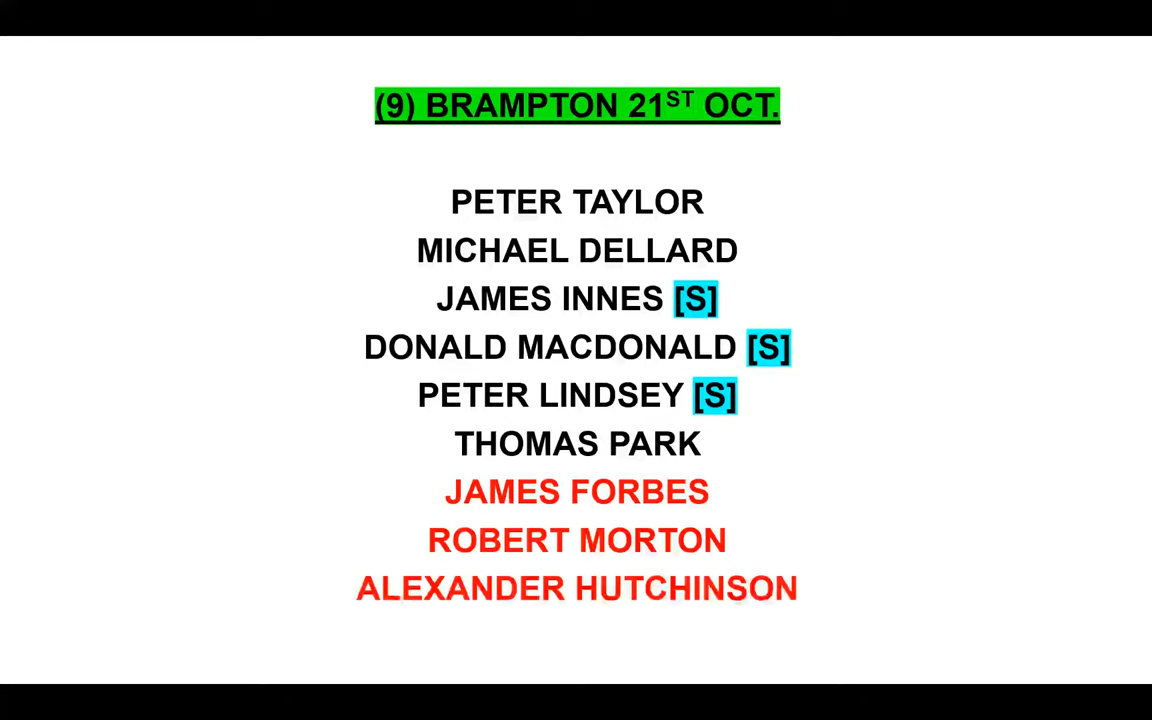 (9) BRAMPTON 21ST OCT.
PETER TAYLOR
MICHAEL DELLARD
JAMES INNES [S]
DONALD MACDONALD [S]
PETER LINDSEY [S]
THOMAS PARK
JAMES FORBES
ROBERT MORTON
ALEXANDER HUTCHINSON